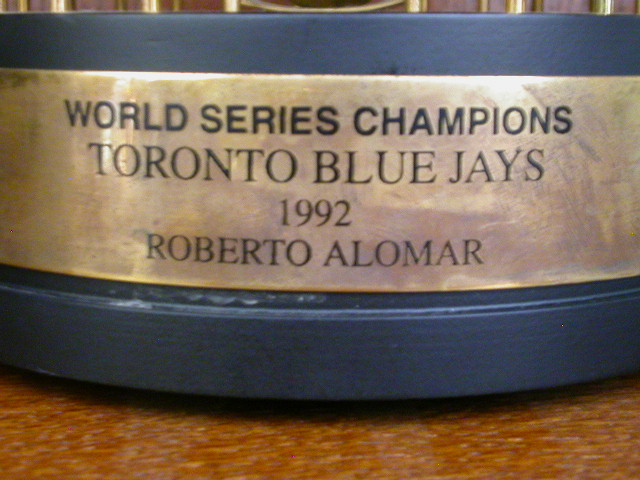 WORLD SERIES CHAMPIONS
TORONTO BLUE JAYS
1992
ROBERTO ALOMAR